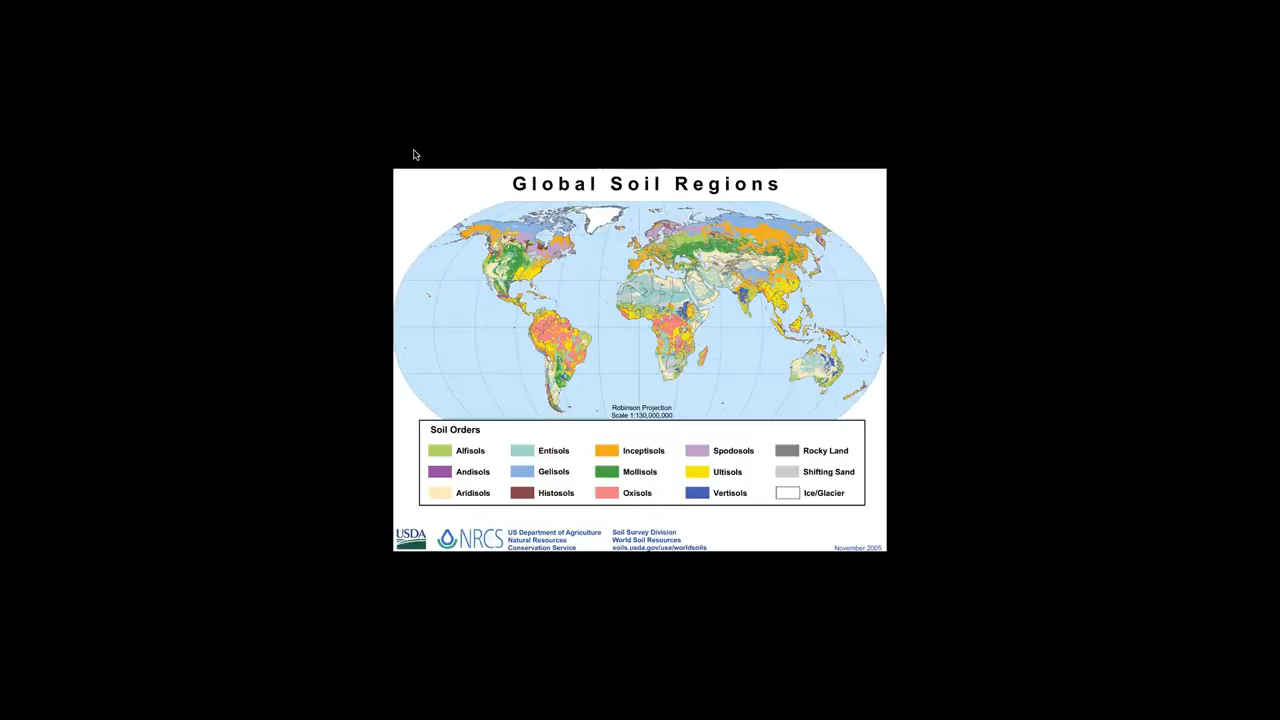 Global Soil Regions
Robinson Projection
Scale 1:130,000,000
Soil Orders
Alfisols Entisols Inceptisols Spodosols Rocky Land
Andisols Gelisols Mollisols Ultisols Shifting Sand
Aridisols Histosols Oxisols Vertisols Ice/Glacier
USDA NRCS
US Department of Agriculture Soil Survey Division
Natural Resources World Soil Resources
Conservation Service soils.usda.gov/use/worldsoils
November 2005